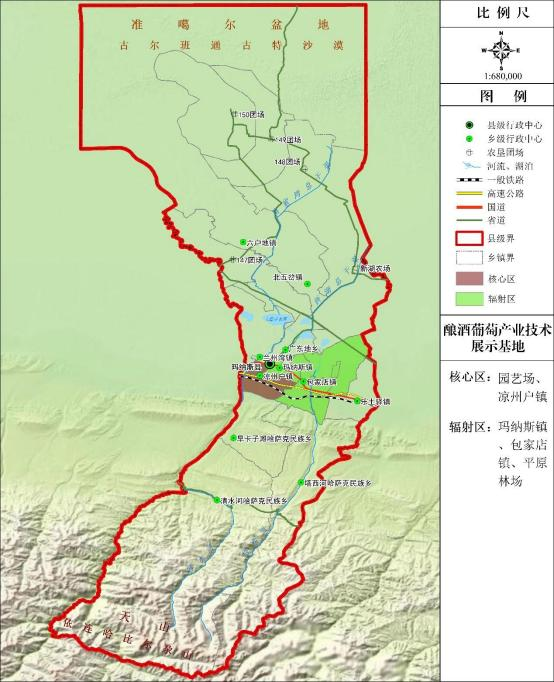 准噶尔盆地
古尔班通古特沙漠
150团场
149团场
148团场
六户地镇
147团场
新湖农场
北五岔镇
广东地乡
兰州湾镇
玛纳斯县
玛纳斯镇
凉州户镇
包家店镇
乐土驿镇
旱卡子滩哈萨克民族乡
塔西河哈萨克民族乡
清水河哈萨克民族乡
天山
依连哈比尔尕山
比例尺
N
W
E
S
1:680,000
图例
县级行政中心
乡级行政中心
农垦团场
河流、湖泊
一般铁路
高速公路
国道
省道
县级界
乡镇界
核心区
辐射区
酿酒葡萄产业技术
展示基地
核心区：园艺场、
凉州户镇
辐射区：玛纳斯镇
、包家店
镇、平原
林场